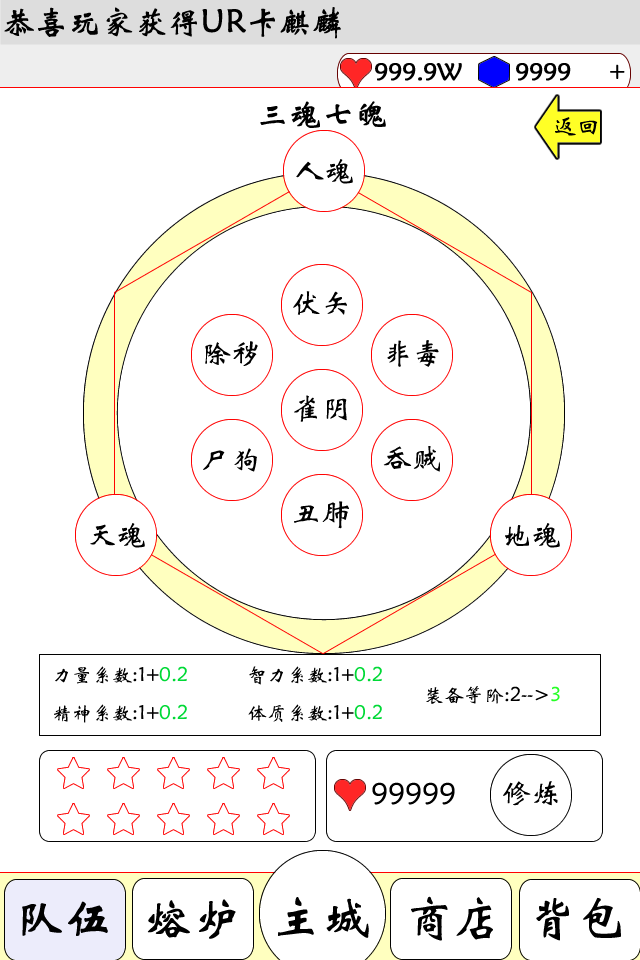 恭喜玩家获得UR卡麒麟
999.9W 9999 +
三魂七魄
返回
人魂
伏矢
除秽 非毒
雀阴
尸狗 吞贼
丑肺
天魂 地魂
力量系数:1+0.2 智力系数:1+0.2
装备等阶:2-->3
精神系数:1+0.2 体质系数:1+0.2
99999 修炼
队伍 熔炉 主城 商店 背包